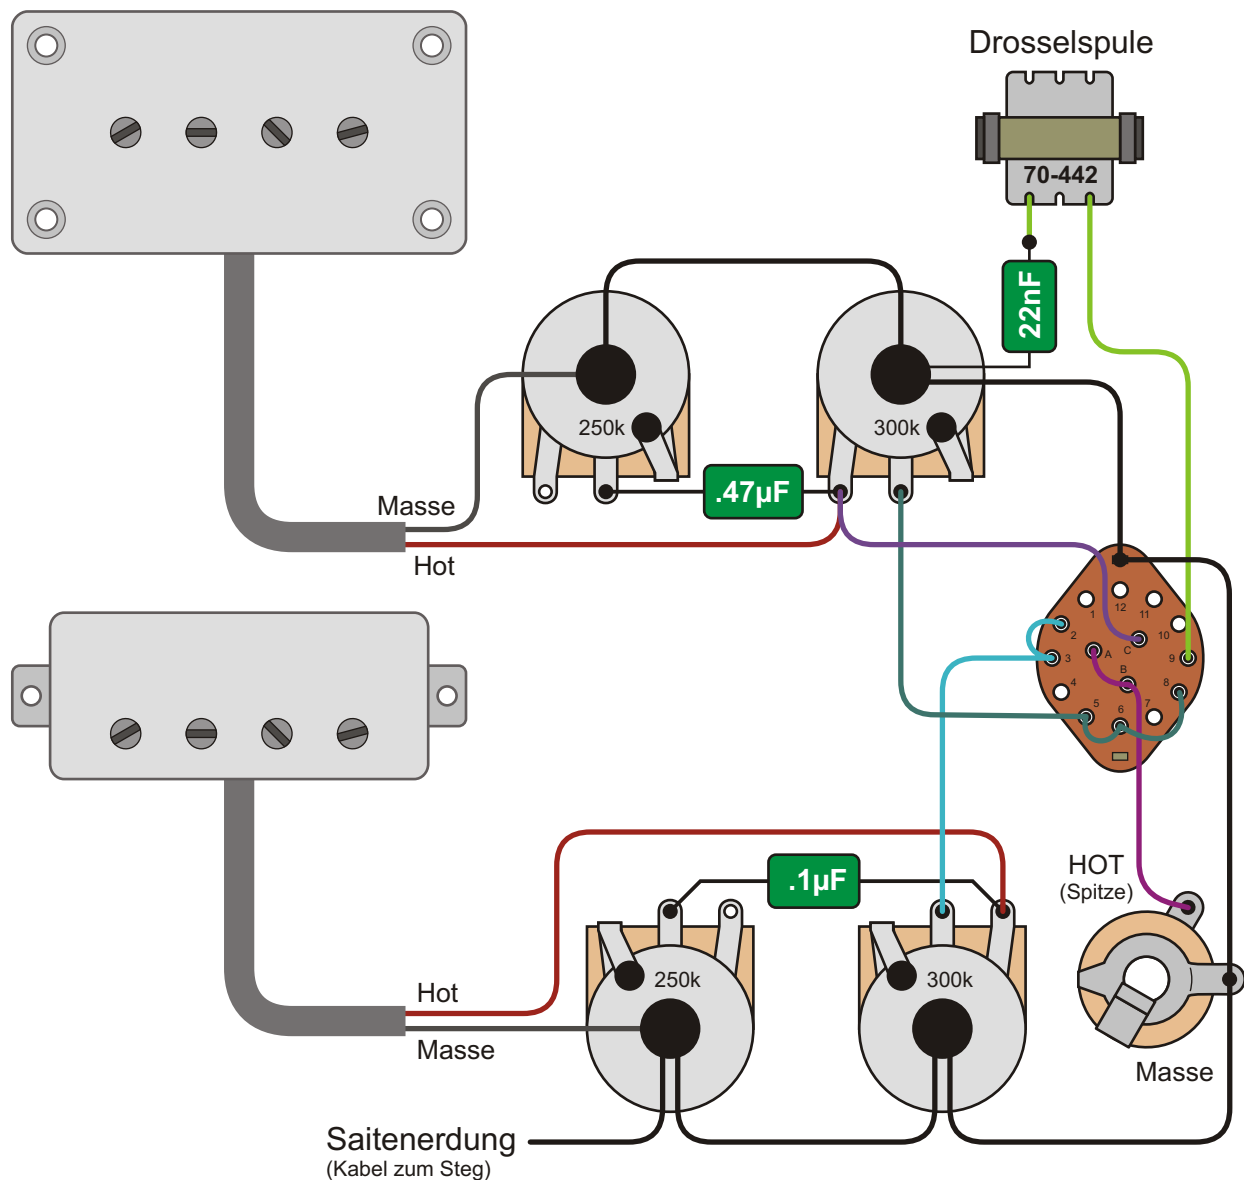 Drosselspule
70-442
22nF
250k
300k
.47µF
Masse
Hot
12
1
11
2
10
A
C
3
9
B
4
8
5
6
7
HOT
(Spitze)
.1µF
250k
300k
Hot
Masse
Masse
Saitenerdung
(Kabel zum Steg)